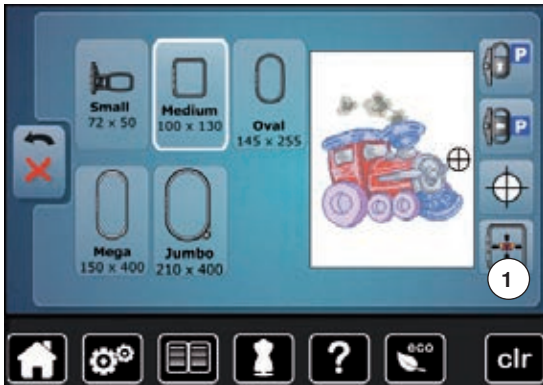 Small
72 x 50
Medium
100 x 130
Oval
145 x 255
Mega
150 x 400
Jumbo
210 x 400
P
P
1
?
eco
clr